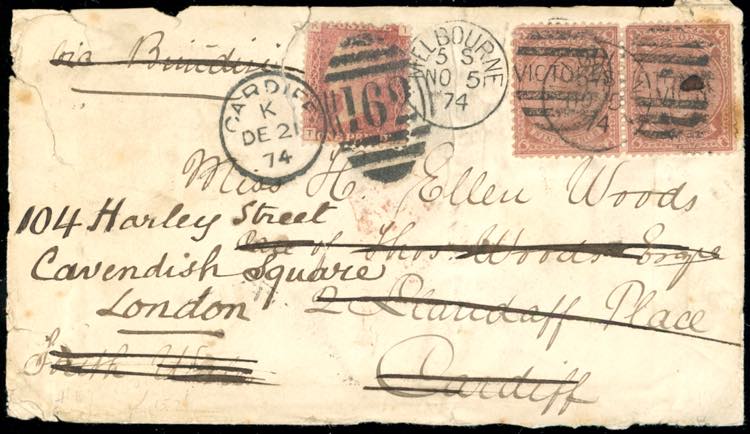 via Brindisi
CARDIFF
K
DE 21
74
162
MELBOURNE
5 S
NO 5
74
VICTORIA
Miss H. Ellen Woods
104 Harley Street
care of Thos. Woods Esqre
Cavendish Square
2 Llandaff Place
London
South Wales
Cardiff